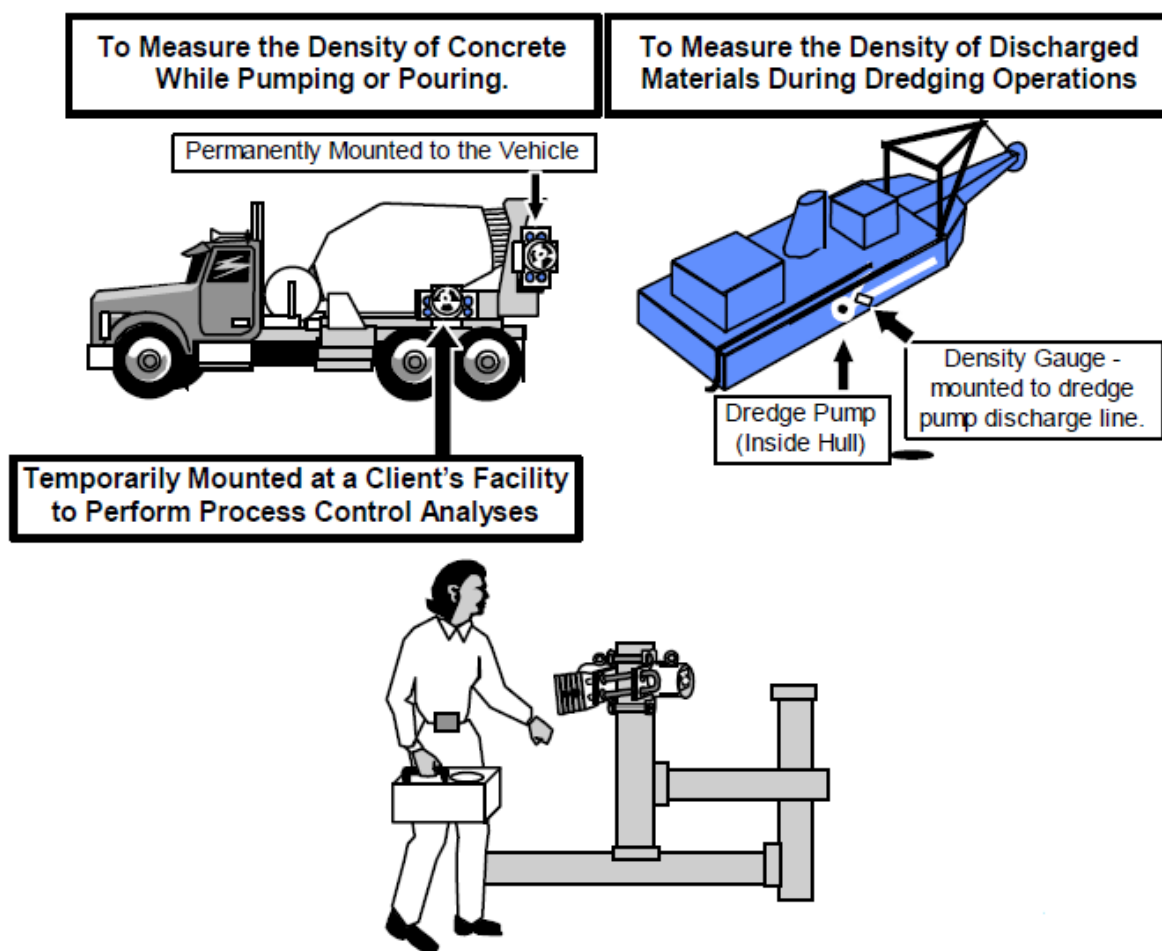 To Measure the Density of Concrete
While Pumping or Pouring.
To Measure the Density of Discharged
Materials During Dredging Operations
Permanently Mounted to the Vehicle
Density Gauge -
mounted to dredge
pump discharge line.
Dredge Pump
(Inside Hull)
Temporarily Mounted at a Client's Facility
to Perform Process Control Analyses